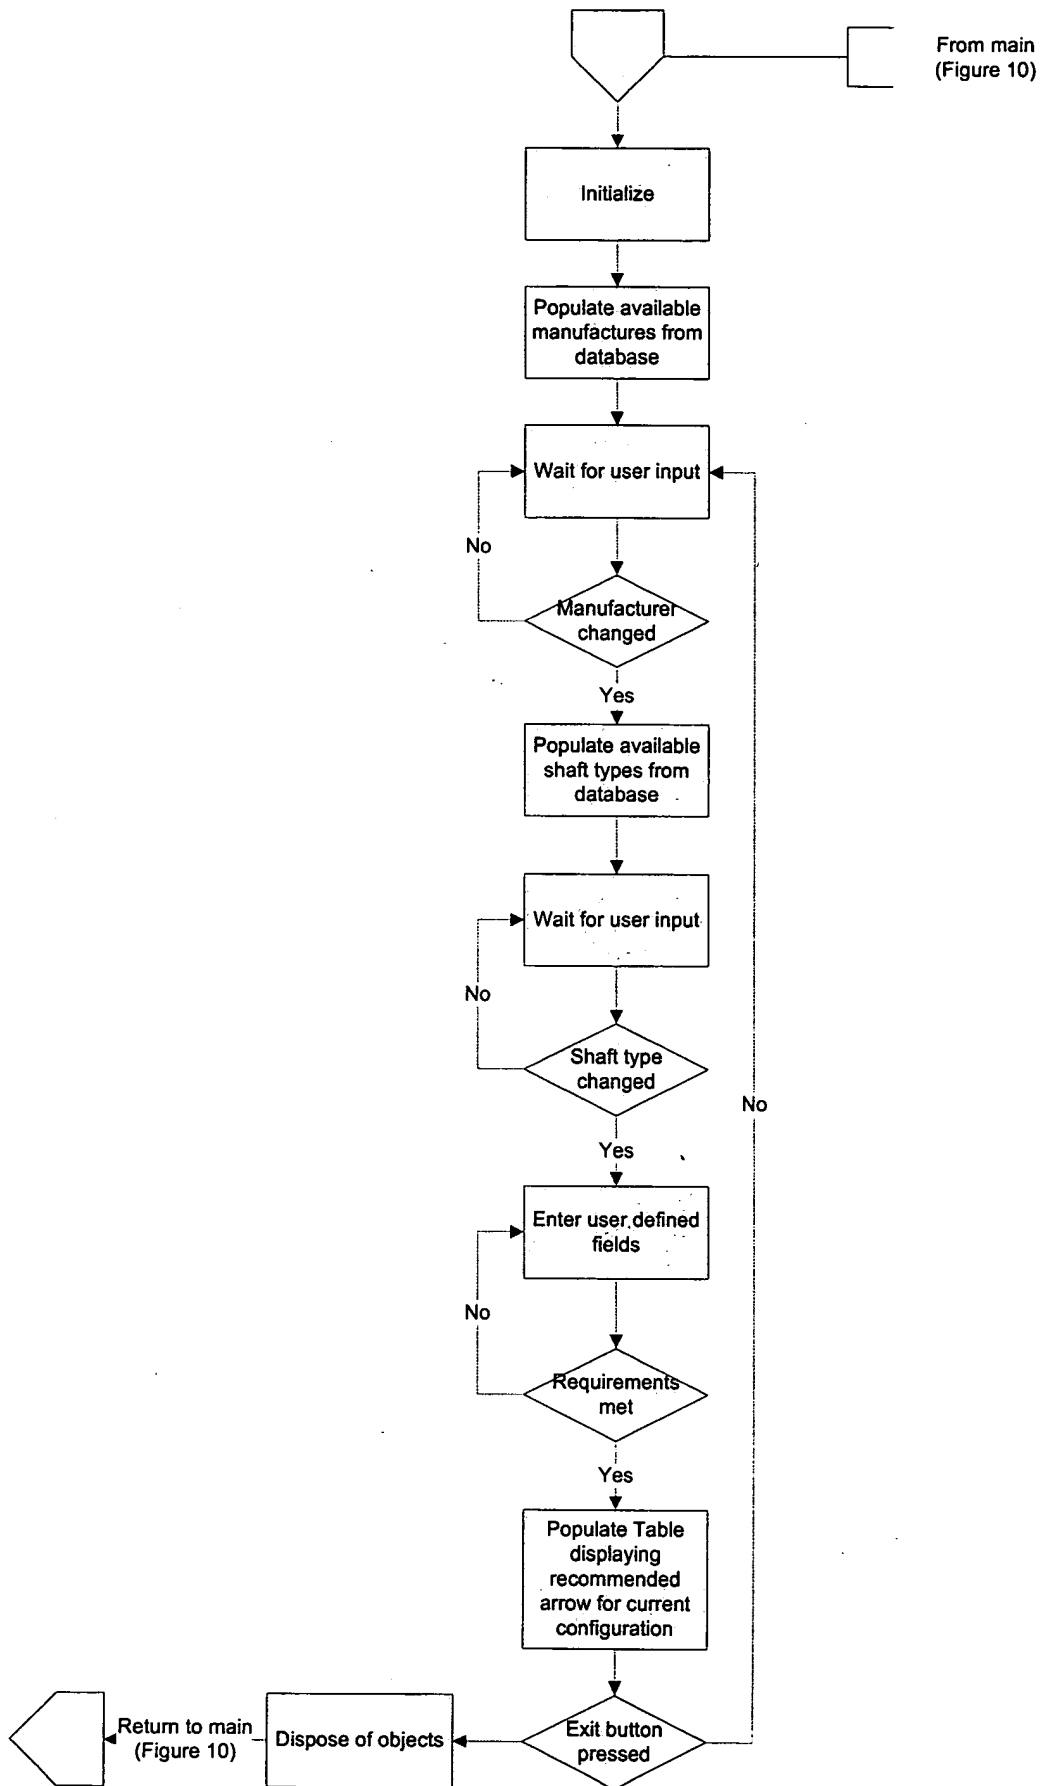 From main
(Figure 10)
Initialize
Populate available
manufactures from
database
Wait for user input
No
Manufacturer
changed
Yes
Populate available
shaft types from
database
Wait for user input
No
Shaft type
changed
No
Yes
Enter user defined
fields
No
Requirements
met
Yes
Populate Table
displaying
recommended
arrow for current
configuration
Return to main
(Figure 10)
Dispose of objects
Exit button
pressed